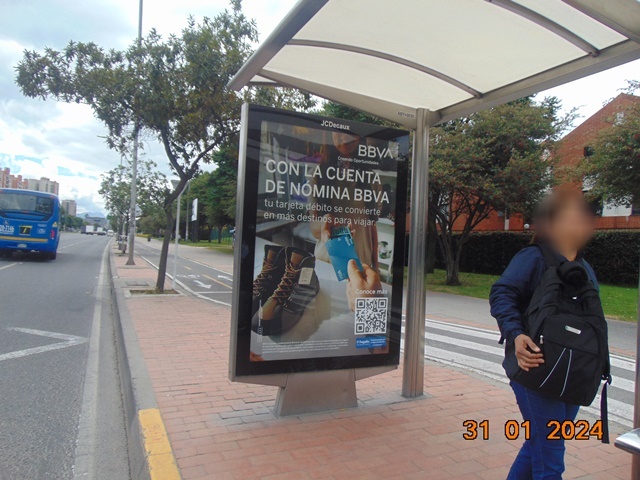 JCDecaux
BBVA
Creando Oportunidades
CON LA CUENTA
DE NÓMINA BBVA
tu tarjeta débito se convierte
en más destinos para viajar.
Conoce más
31 01 2024